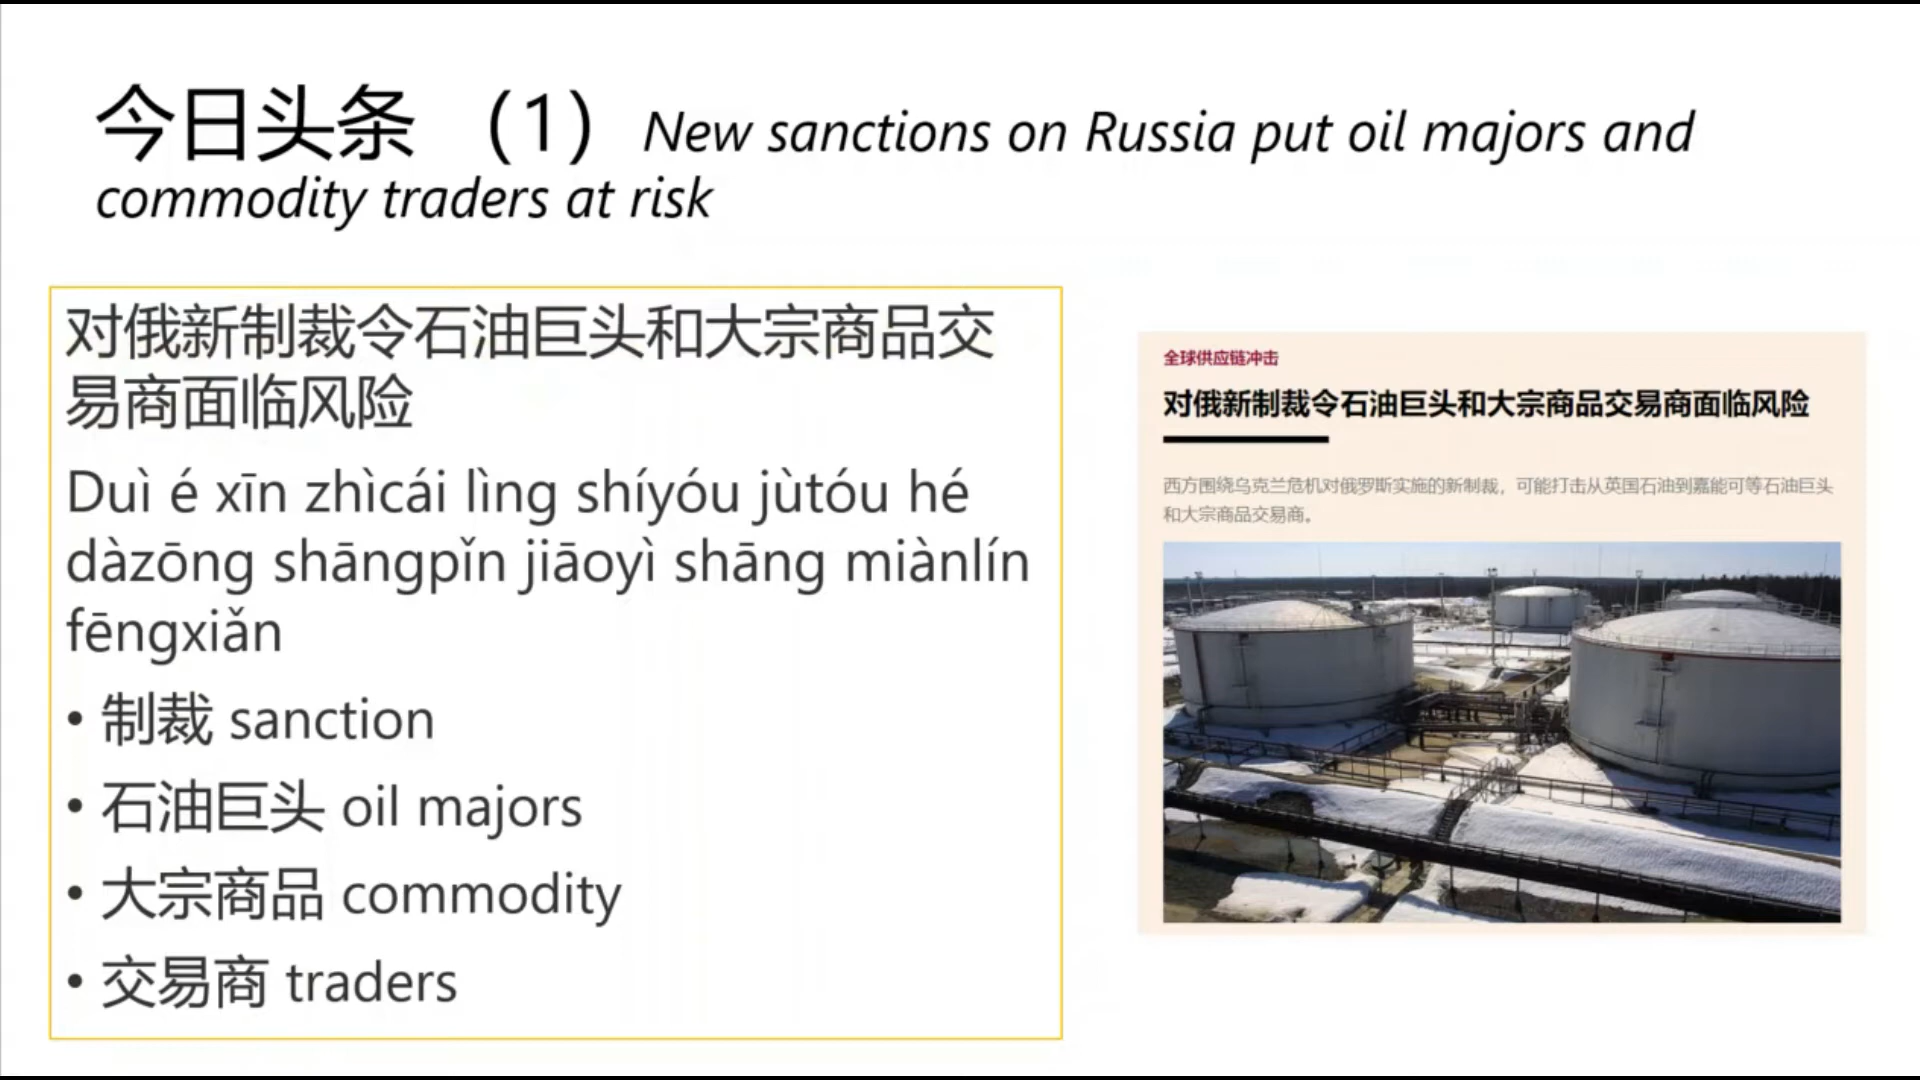 今日头条 （1） New sanctions on Russia put oil majors and
commodity traders at risk
对俄新制裁令石油巨头和大宗商品交
易商面临风险
Duì é xīn zhìcái lìng shíyóu jùtóu hé
dàzōng shāngpǐn jiāoyì shāng miànlín
fēngxiǎn
• 制裁 sanction
• 石油巨头 oil majors
• 大宗商品 commodity
• 交易商 traders
全球供应链冲击
对俄新制裁令石油巨头和大宗商品交易商面临风险
西方围绕乌克兰危机对俄罗斯实施的新制裁，可能打击从英国石油到嘉能可等石油巨头
和大宗商品交易商。